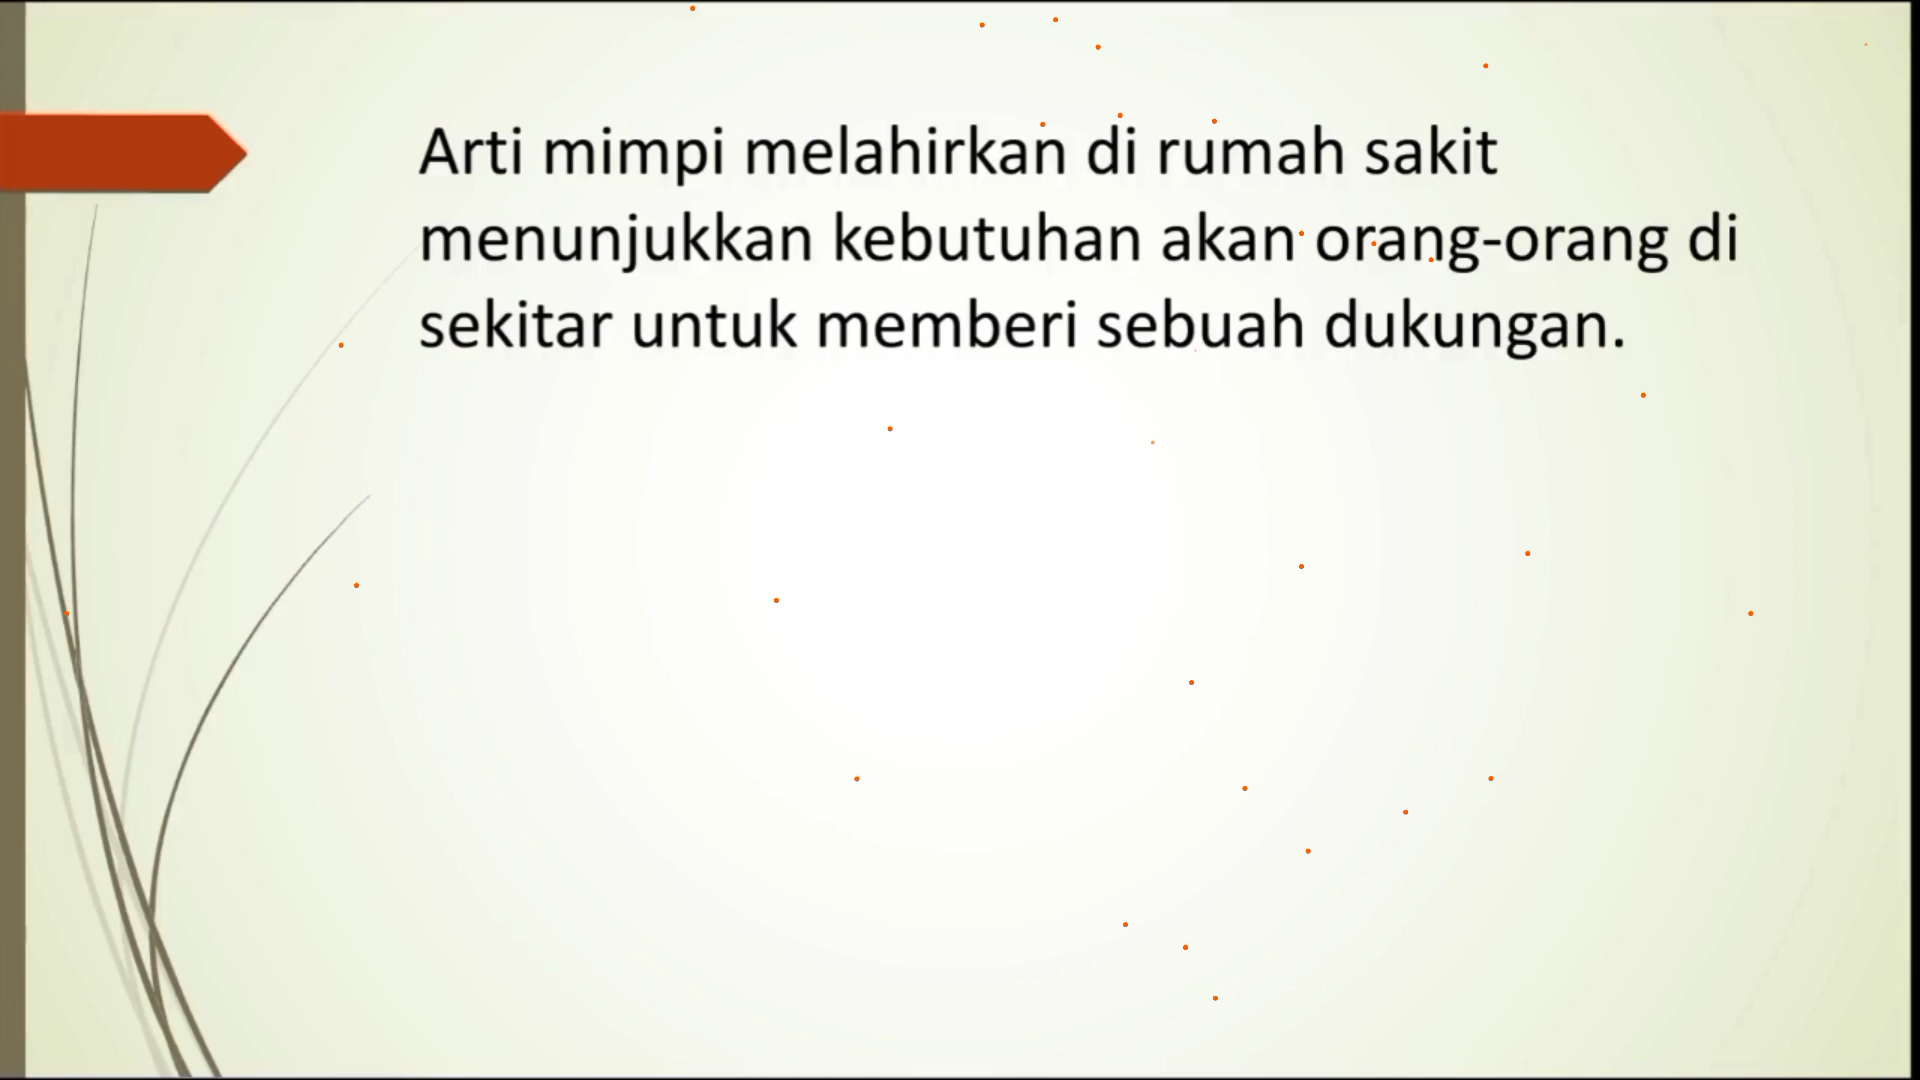 Arti mimpi melahirkan di rumah sakit
menunjukkan kebutuhan akan orang-orang di
sekitar untuk memberi sebuah dukungan.